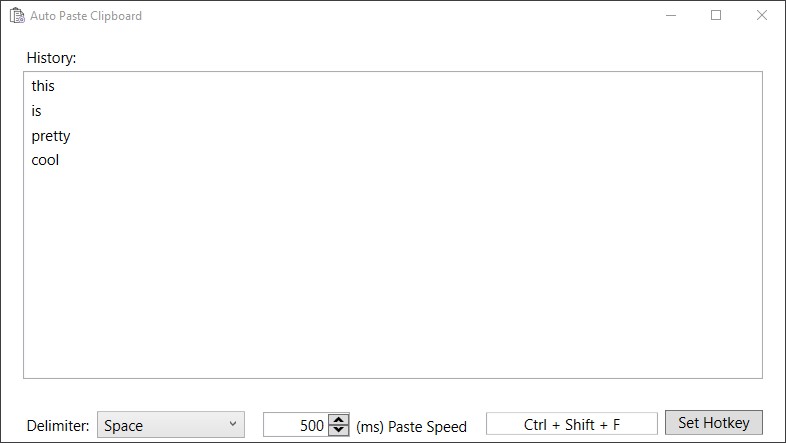 Auto Paste Clipboard
History:
this
is
pretty
cool
Delimiter: Space 500 (ms) Paste Speed Ctrl + Shift + F Set Hotkey